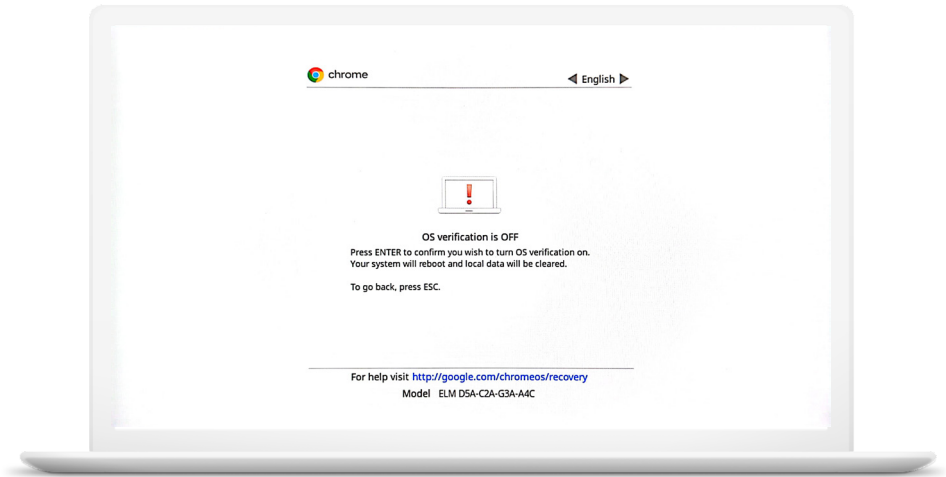 chrome
English
OS verification is OFF
Press ENTER to confirm you wish to turn OS verification on.
Your system will reboot and local data will be cleared.
To go back, press ESC.
For help visit http://google.com/chromeos/recovery
Model ELM D5A-C2A-G3A-A4C